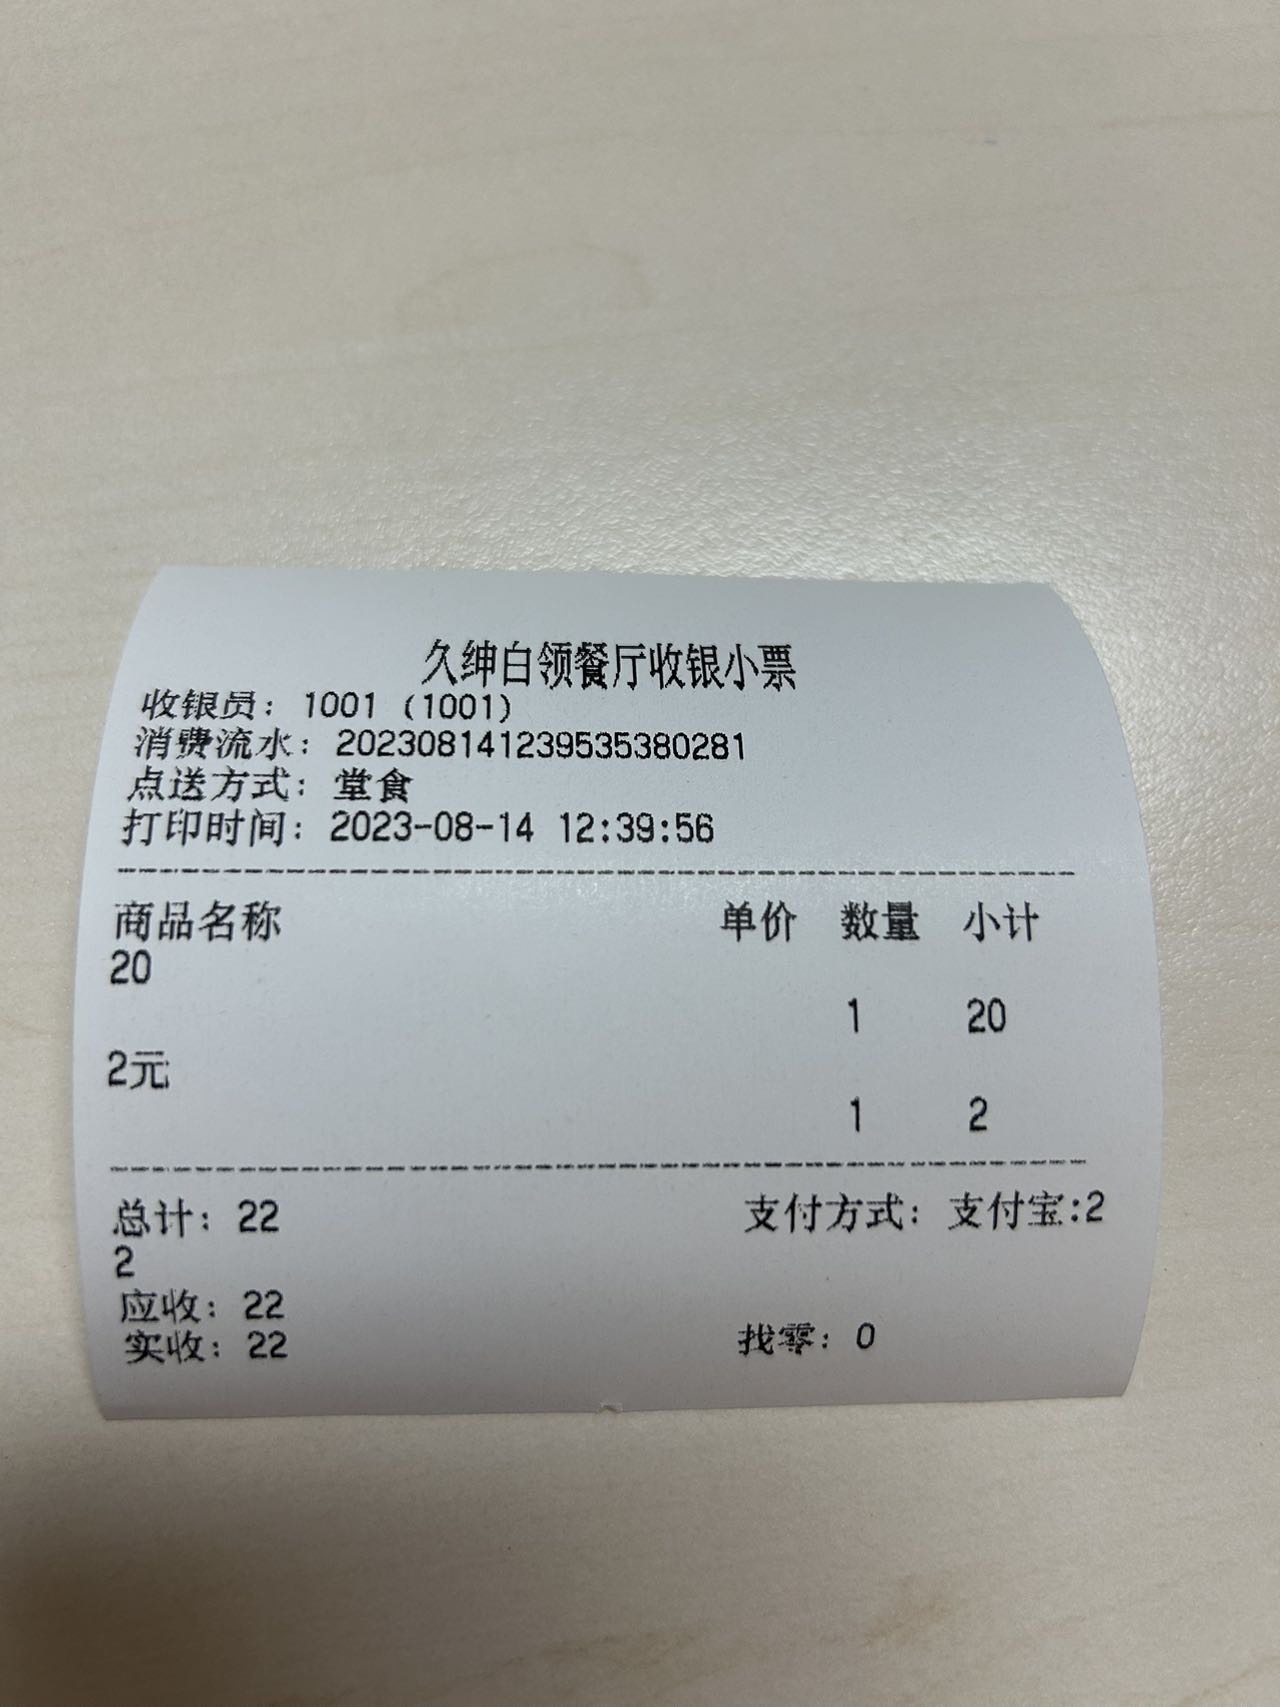 久绅白领餐厅收银小票
收银员：1001（1001）
消费流水：202308141239535380281
点送方式：堂食
打印时间：2023-08-14 12:39:56
商品名称 单价 数量 小计
20
1 20
2元
1 2
总计：22 支付方式：支付宝:2
2
应收：22
实收：22 找零：0